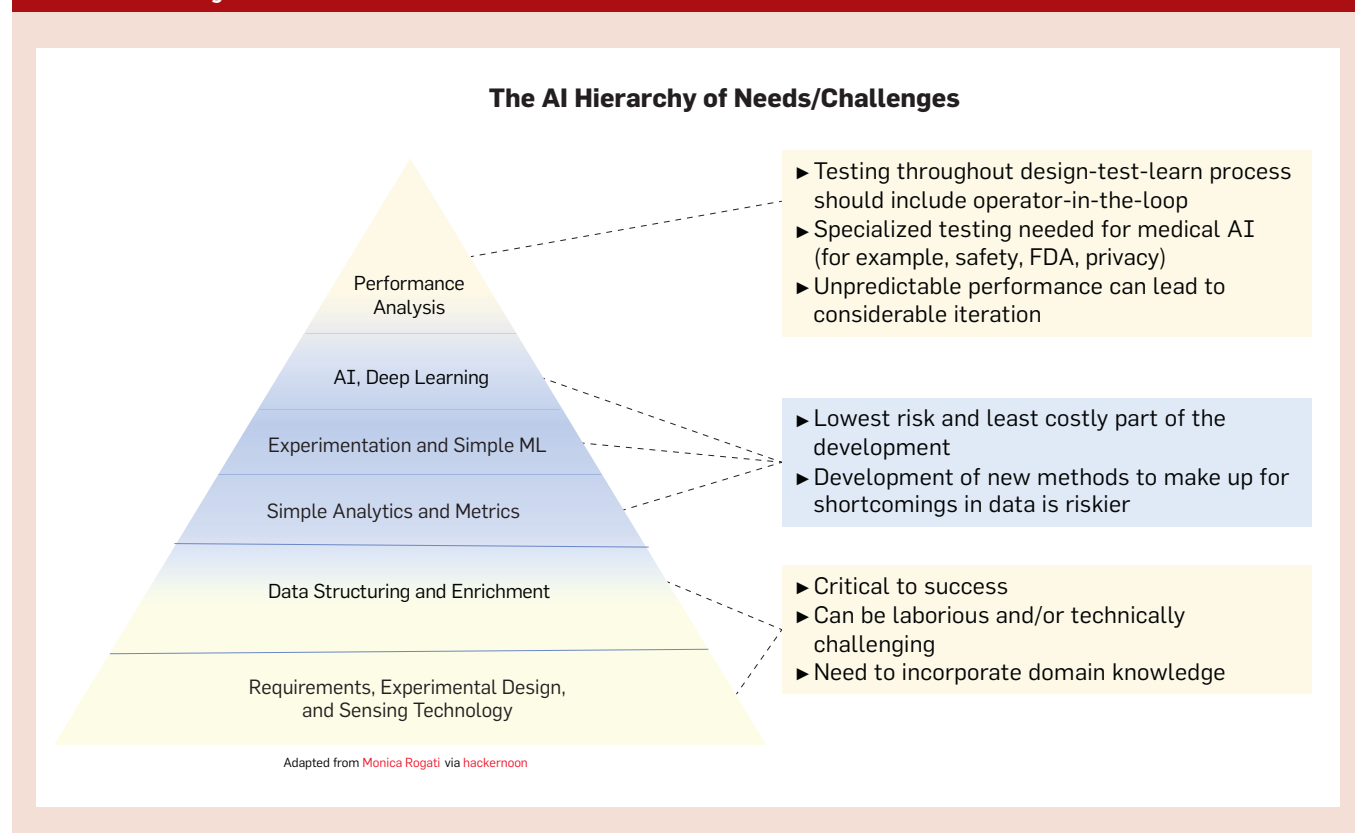 The AI Hierarchy of Needs/Challenges
Performance
Analysis
AI, Deep Learning
Experimentation and Simple ML
Simple Analytics and Metrics
Data Structuring and Enrichment
Requirements, Experimental Design,
and Sensing Technology
Adapted from Monica Rogati via hackernoon
▶ Testing throughout design-test-learn process
should include operator-in-the-loop
▶ Specialized testing needed for medical AI
(for example, safety, FDA, privacy)
▶ Unpredictable performance can lead to
considerable iteration
▶ Lowest risk and least costly part of the
development
▶ Development of new methods to make up for
shortcomings in data is riskier
▶ Critical to success
▶ Can be laborious and/or technically
challenging
▶ Need to incorporate domain knowledge